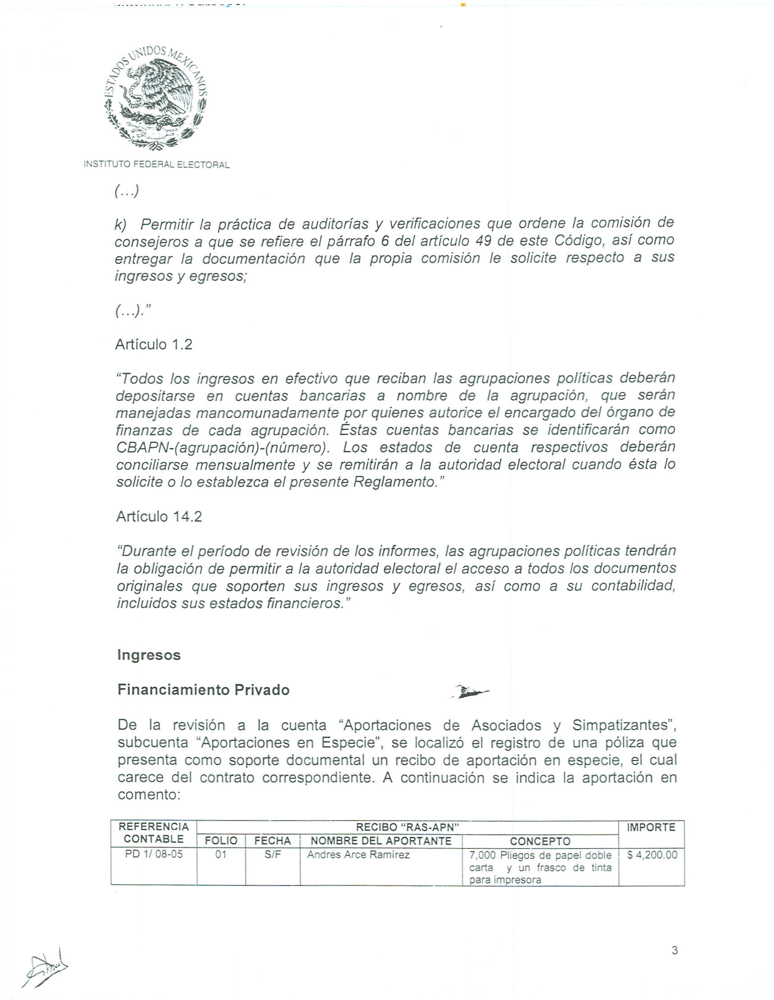 ESTADOS UNIDOS MEXICANOS
INSTITUTO FEDERAL ELECTORAL
(...)
k) Permitir la práctica de auditorías y verificaciones que ordene la comisión de
consejeros a que se refiere el párrafo 6 del artículo 49 de este Código, así como
entregar la documentación que la propia comisión le solicite respecto a sus
ingresos y egresos;
(...).”
Artículo 1.2
“Todos los ingresos en efectivo que reciban las agrupaciones políticas deberán
depositarse en cuentas bancarias a nombre de la agrupación, que serán
manejadas mancomunadamente por quienes autorice el encargado del órgano de
finanzas de cada agrupación. Éstas cuentas bancarias se identificarán como
CBAPN-(agrupación)-(número). Los estados de cuenta respectivos deberán
conciliarse mensualmente y se remitirán a la autoridad electoral cuando ésta lo
solicite o lo establezca el presente Reglamento.”
Artículo 14.2
“Durante el período de revisión de los informes, las agrupaciones políticas tendrán
la obligación de permitir a la autoridad electoral el acceso a todos los documentos
originales que soporten sus ingresos y egresos, así como a su contabilidad,
incluidos sus estados financieros.”
Ingresos
Financiamiento Privado
De la revisión a la cuenta “Aportaciones de Asociados y Simpatizantes”,
subcuenta “Aportaciones en Especie”, se localizó el registro de una póliza que
presenta como soporte documental un recibo de aportación en especie, el cual
carece del contrato correspondiente. A continuación se indica la aportación en
comento:
REFERENCIA RECIBO “RAS-APN” IMPORTE
CONTABLE FOLIO FECHA NOMBRE DEL APORTANTE CONCEPTO
PD 1/ 08-05 01 S/F Andrés Arce Ramírez 7,000 Pliegos de papel doble $ 4,200.00
carta y un frasco de tinta
para impresora
3